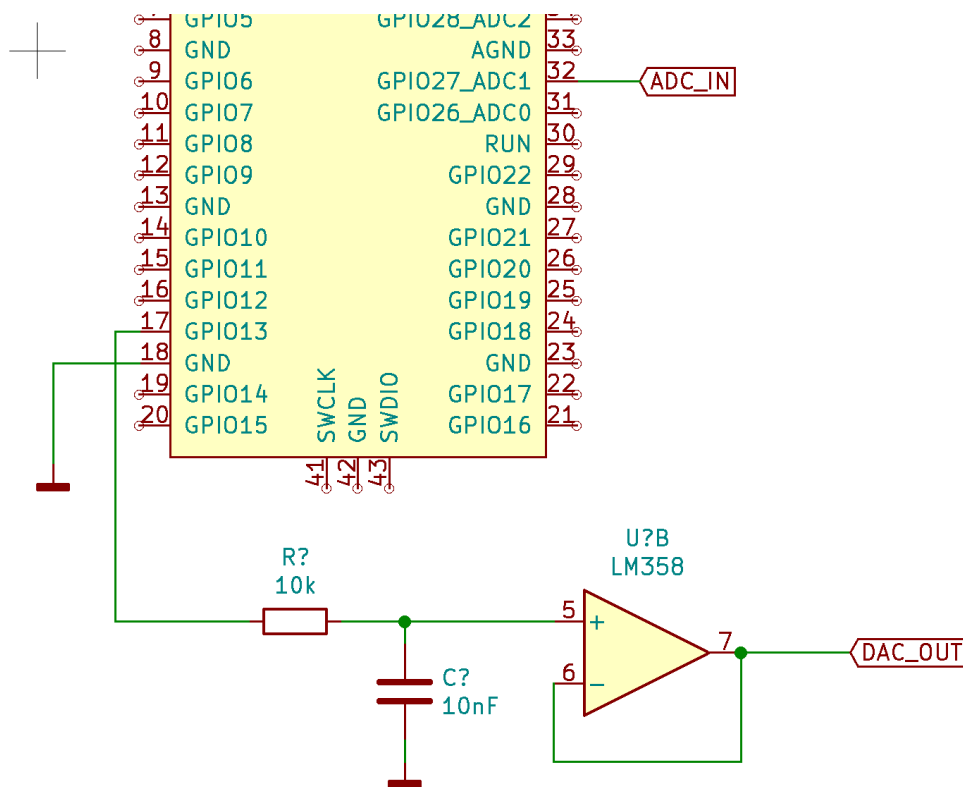 7 GPIO5 GPIO28_ADC2 34
8 GND AGND 33
9 GPIO6 GPIO27_ADC1 32 ADC_IN
10 GPIO7 GPIO26_ADC0 31
11 GPIO8 RUN 30
12 GPIO9 GPIO22 29
13 GND GND 28
14 GPIO10 GPIO21 27
15 GPIO11 GPIO20 26
16 GPIO12 GPIO19 25
17 GPIO13 GPIO18 24
18 GND GND 23
19 GPIO14 GPIO17 22
20 GPIO15 GPIO16 21
SWCLK GND SWDIO
41 42 43
U?B
LM358
R?
10k
5 +
7 DAC_OUT
6 −
C?
10nF